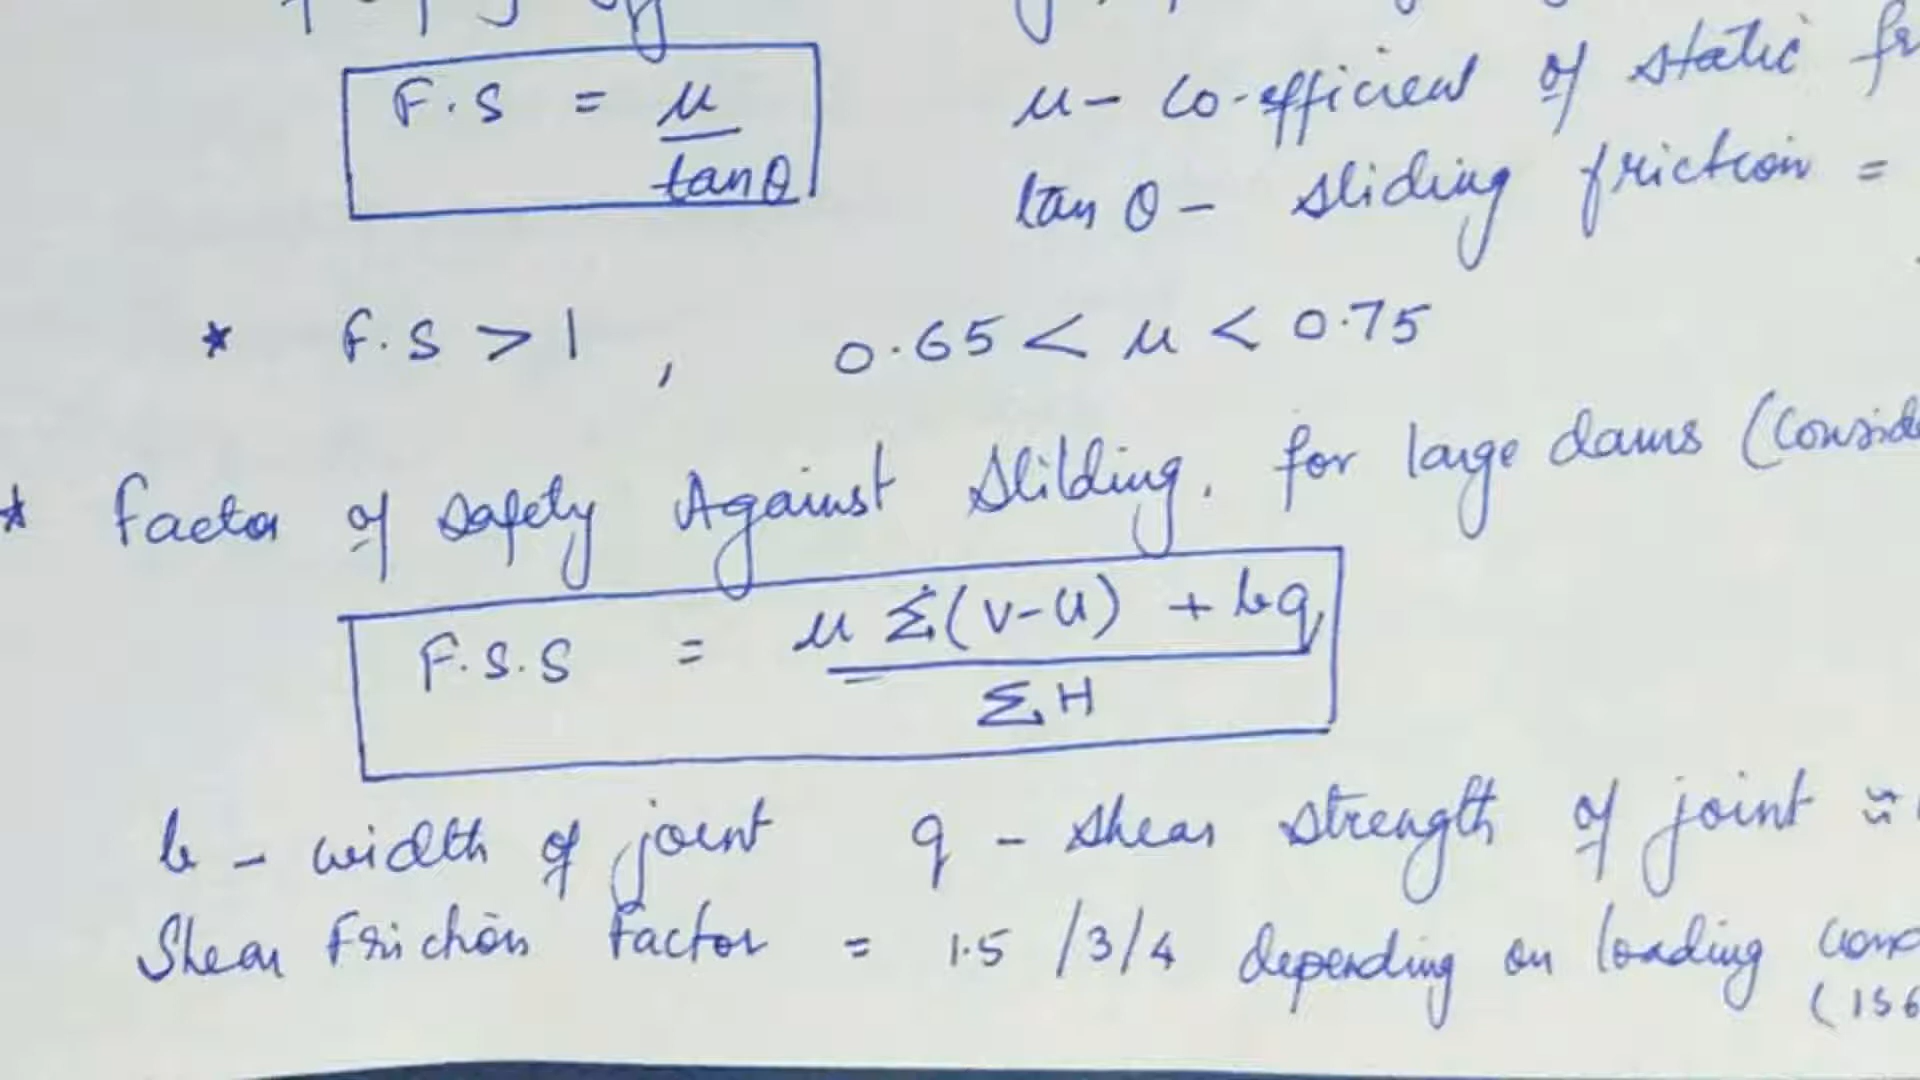 F.S = μ / tanθ
μ - co-efficient of static
tan θ - sliding friction =
* F.S > 1 , 0.65 < μ < 0.75
* Factor of safety Against Slilding. for large dams
F.S.S = μ Σ(V-U) + bq / ΣH
b - width of joint q - shear strength of joint ≈
Shear Friction Factor = 1.5 /3/4 depending on loading
(IS6